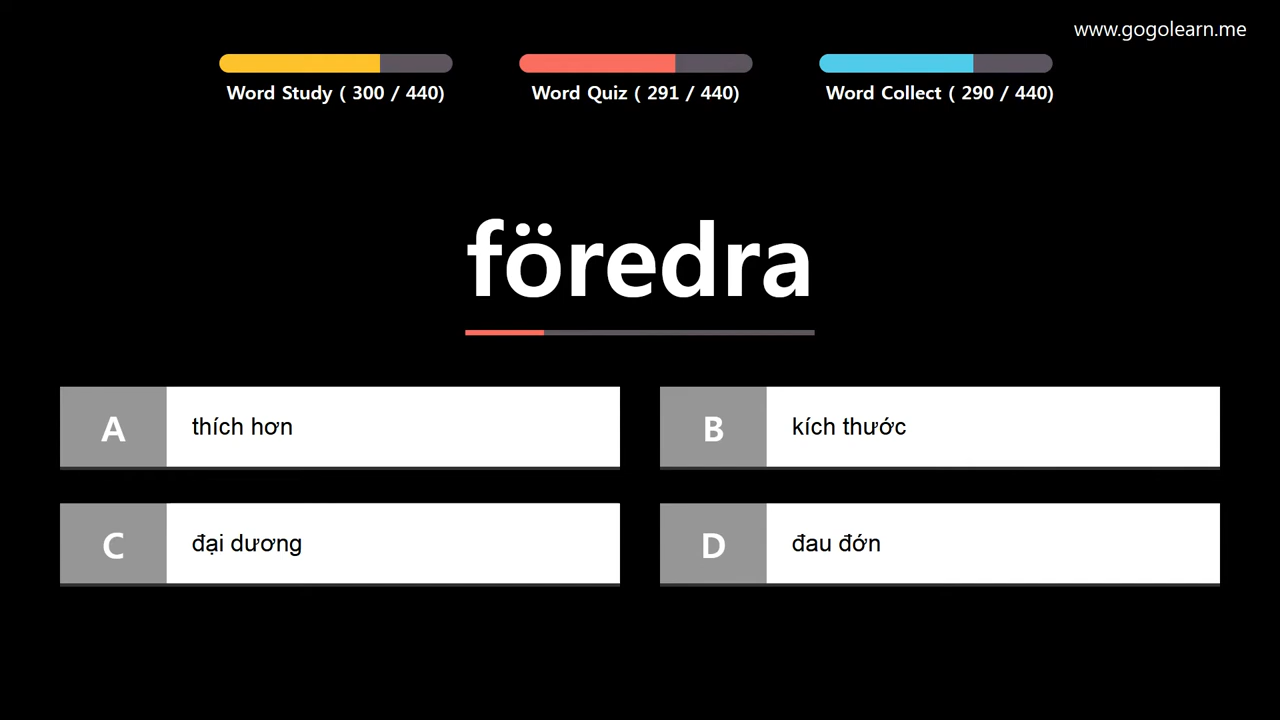 www.gogolearn.me
Word Study ( 300 / 440)
Word Quiz ( 291 / 440)
Word Collect ( 290 / 440)
föredra
A thích hơn
B kích thước
C đại dương
D đau đớn